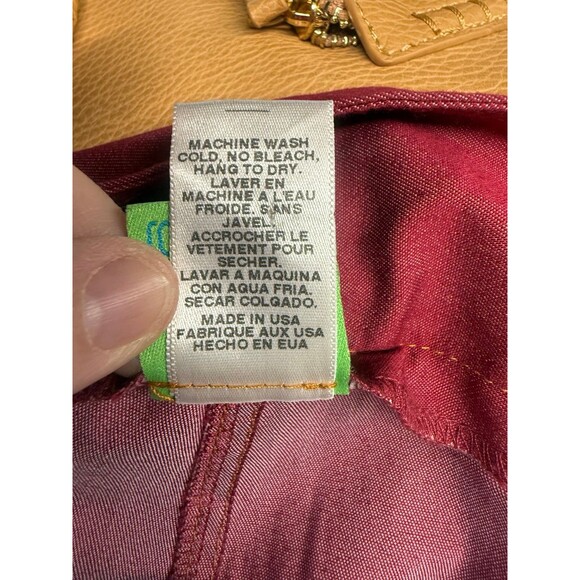 MACHINE WASH
COLD, NO BLEACH,
HANG TO DRY.
LAVER EN
MACHINE A L'EAU
FROIDE, SANS
JAVEL.
ACCROCHER LE
VETEMENT POUR
SECHER.
LAVAR A MAQUINA
CON AGUA FRIA.
SECAR COLGADO.
MADE IN USA
FABRIQUE AUX USA
HECHO EN EUA